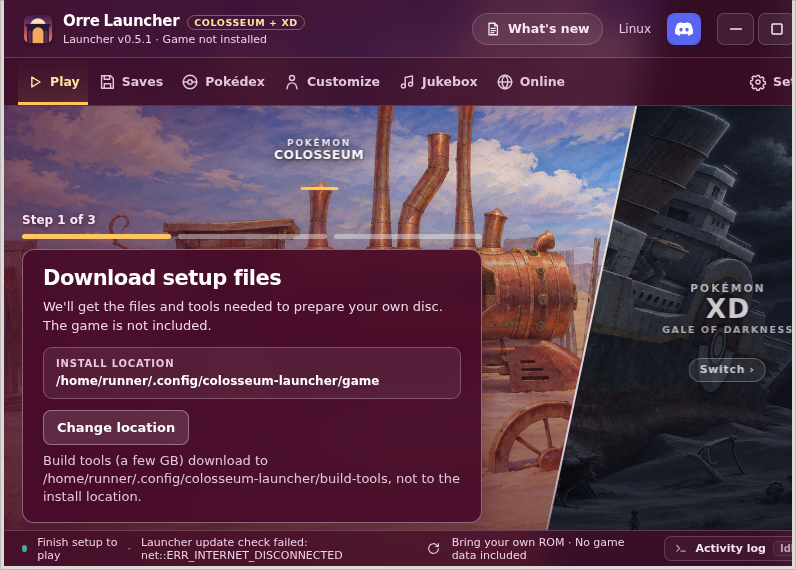 Orre Launcher COLOSSEUM + XD
Launcher v0.5.1 · Game not installed
What's new
Linux
Play
Saves
Pokédex
Customize
Jukebox
Online
POKÉMON
COLOSSEUM
Step 1 of 3
Download setup files
We'll get the files and tools needed to prepare your own disc.
The game is not included.
INSTALL LOCATION
/home/runner/.config/colosseum-launcher/game
Change location
Build tools (a few GB) download to
/home/runner/.config/colosseum-launcher/build-tools, not to the
install location.
POKÉMON
XD
GALE OF DARKNESS
Switch ›
Finish setup to
play
·
Launcher update check failed:
net::ERR_INTERNET_DISCONNECTED
Bring your own ROM · No game
data included
Activity log